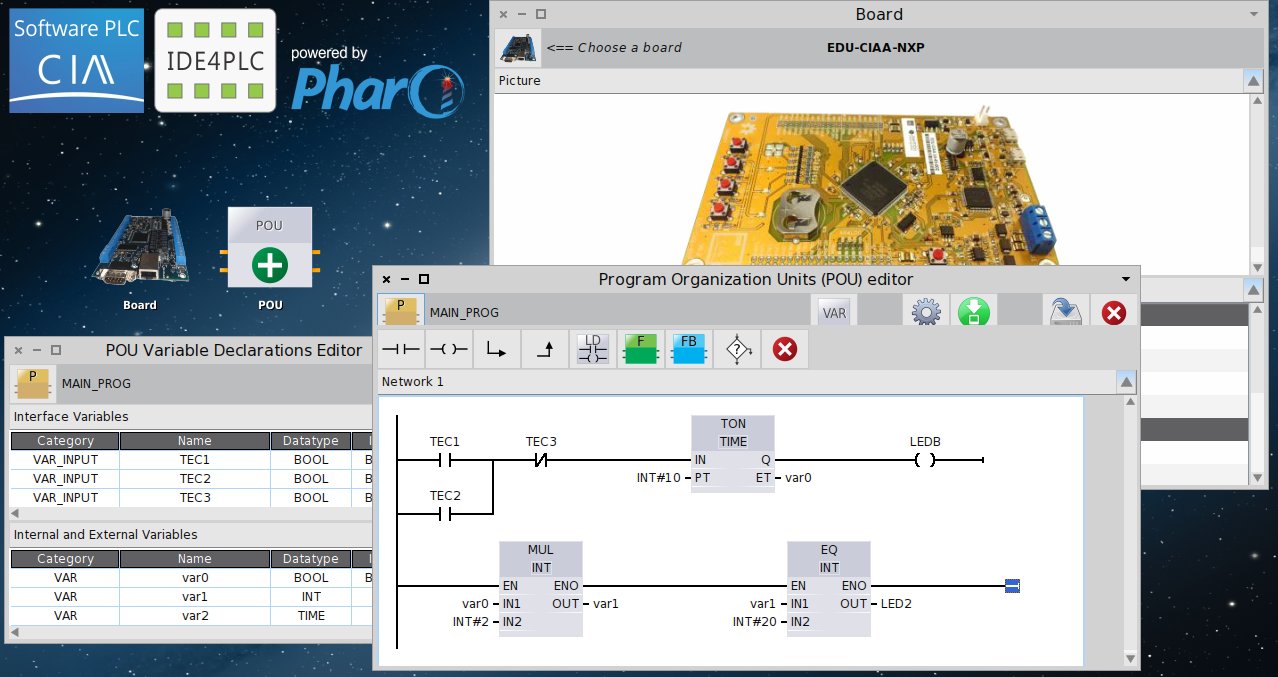 Software PLC
CIAA
IDE4PLC
powered by
Pharo
Board
POU
POU
Board
<== Choose a board
EDU-CIAA-NXP
Picture
POU Variable Declarations Editor
P
MAIN_PROG
Interface Variables
Category Name Datatype
VAR_INPUT TEC1 BOOL B
VAR_INPUT TEC2 BOOL B
VAR_INPUT TEC3 BOOL B
Internal and External Variables
Category Name Datatype
VAR var0 BOOL B
VAR var1 INT
VAR var2 TIME
Program Organization Units (POU) editor
P
MAIN_PROG
VAR
LD
F
FB
?
Network 1
TEC1
TEC3
TON
TIME
LEDB
IN Q
INT#10 PT ET var0
TEC2
MUL
INT
EQ
INT
EN ENO
EN ENO
var0 IN1 OUT var1
INT#2 IN2
var1 IN1 OUT LED2
INT#20 IN2